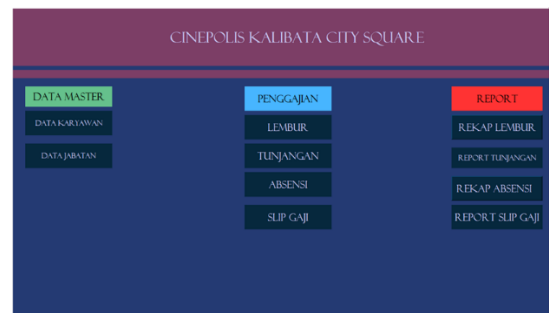 CINEPOLIS KALIBATA CITY SQUARE
DATA MASTER
DATA KARYAWAN
DATA JABATAN
PENGGAJIAN
LEMBUR
TUNJANGAN
ABSENSI
SLIP GAJI
REPORT
REKAP LEMBUR
REPORT TUNJANGAN
REKAP ABSENSI
REPORT SLIP GAJI